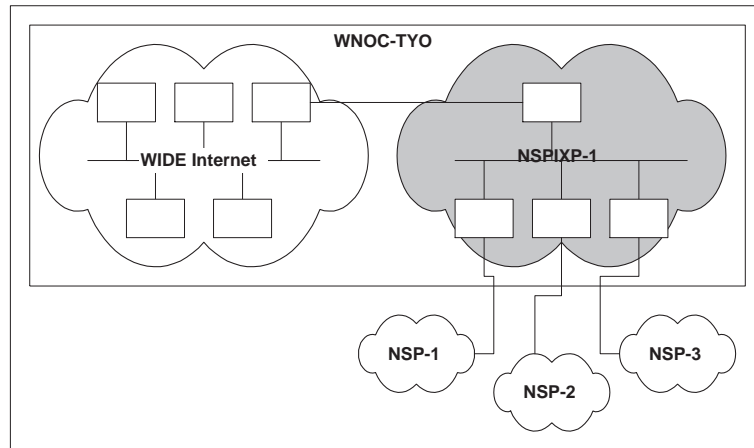 WNOC-TYO
WIDE Internet
NSPIXP-1
NSP-1
NSP-2
NSP-3